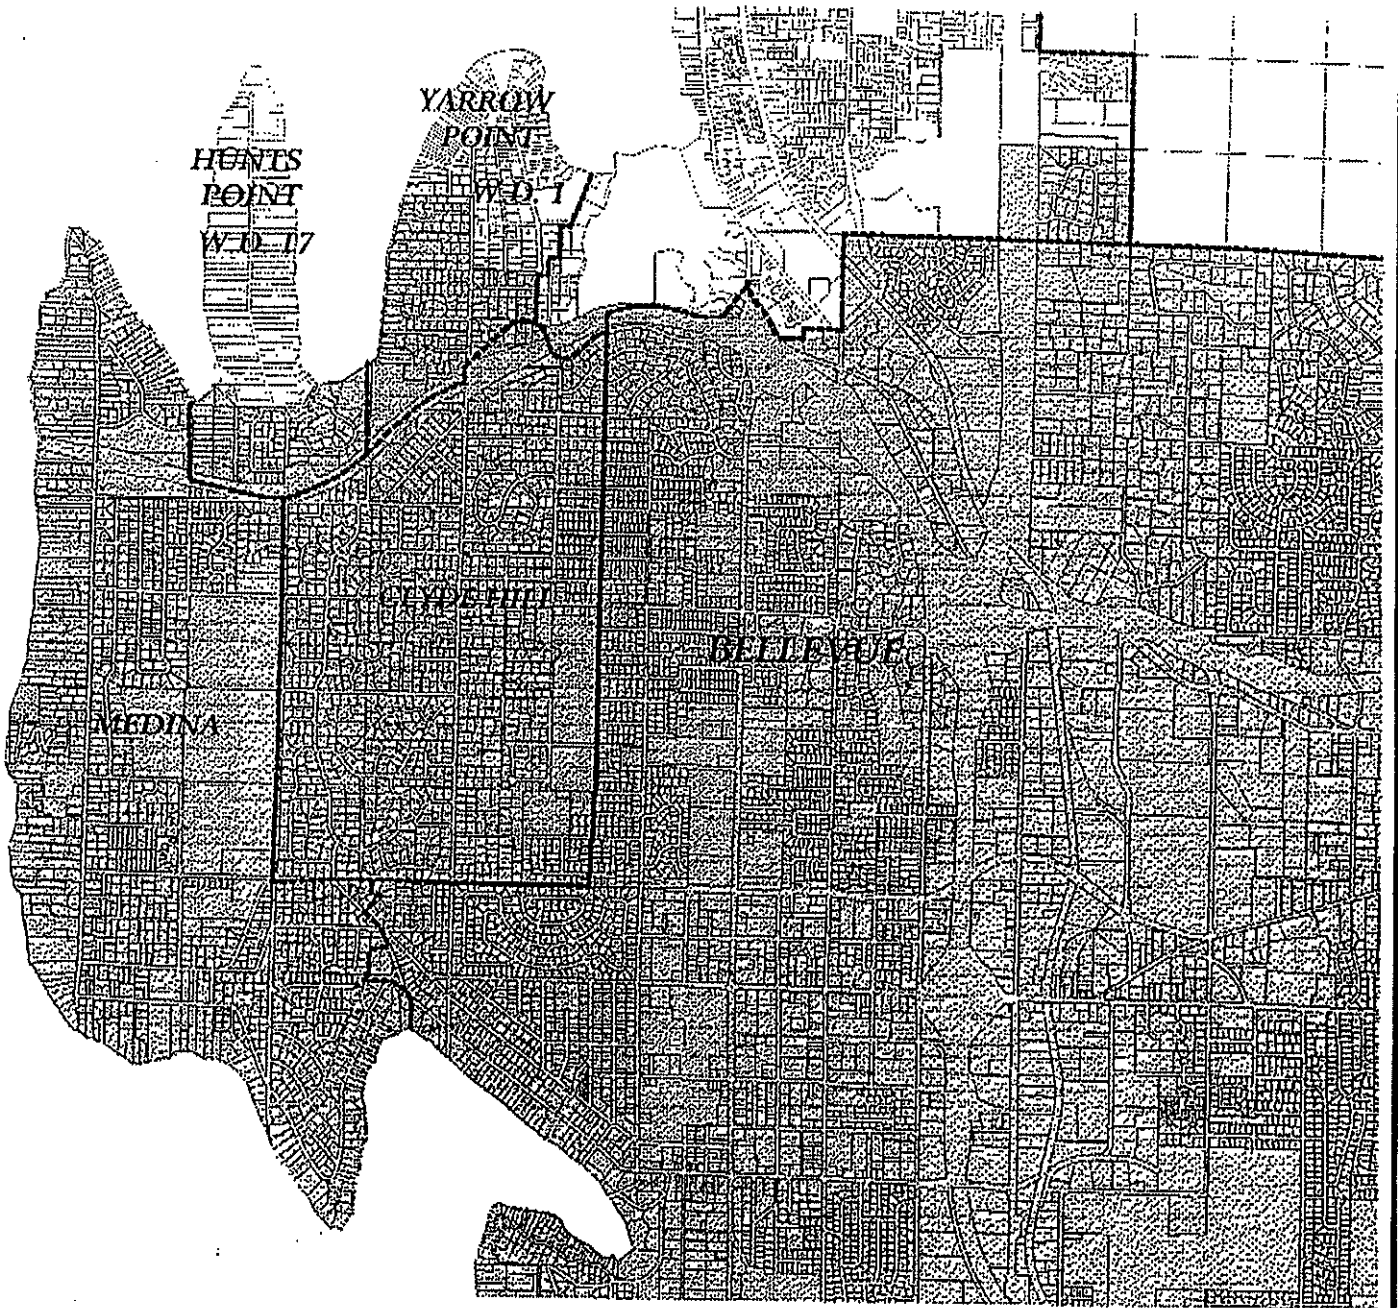 YARROW
POINT
W.D. 1
HUNTS
POINT
W.D. 17
CLYDE HILL
BELLEVUE
MEDINA